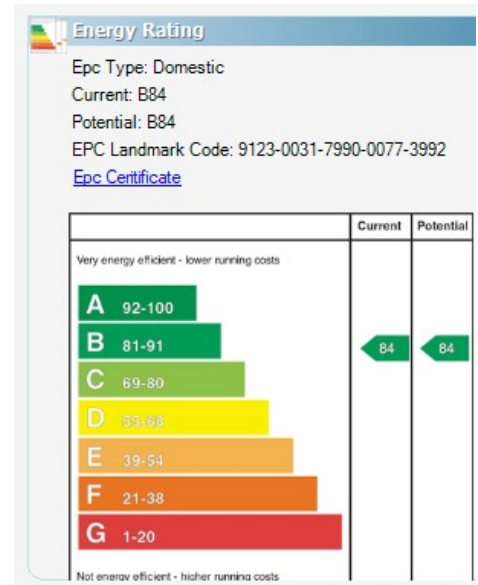 Energy Rating
Epc Type: Domestic
Current: B84
Potential: B84
EPC Landmark Code: 9123-0031-7990-0077-3992
Epc Ceritificate
Current Potential
Very energy efficient - lower running costs
A 92-100
B 81-91 84 84
C 69-80
D 55-68
E 39-54
F 21-38
G 1-20
Not energy efficient - higher running costs